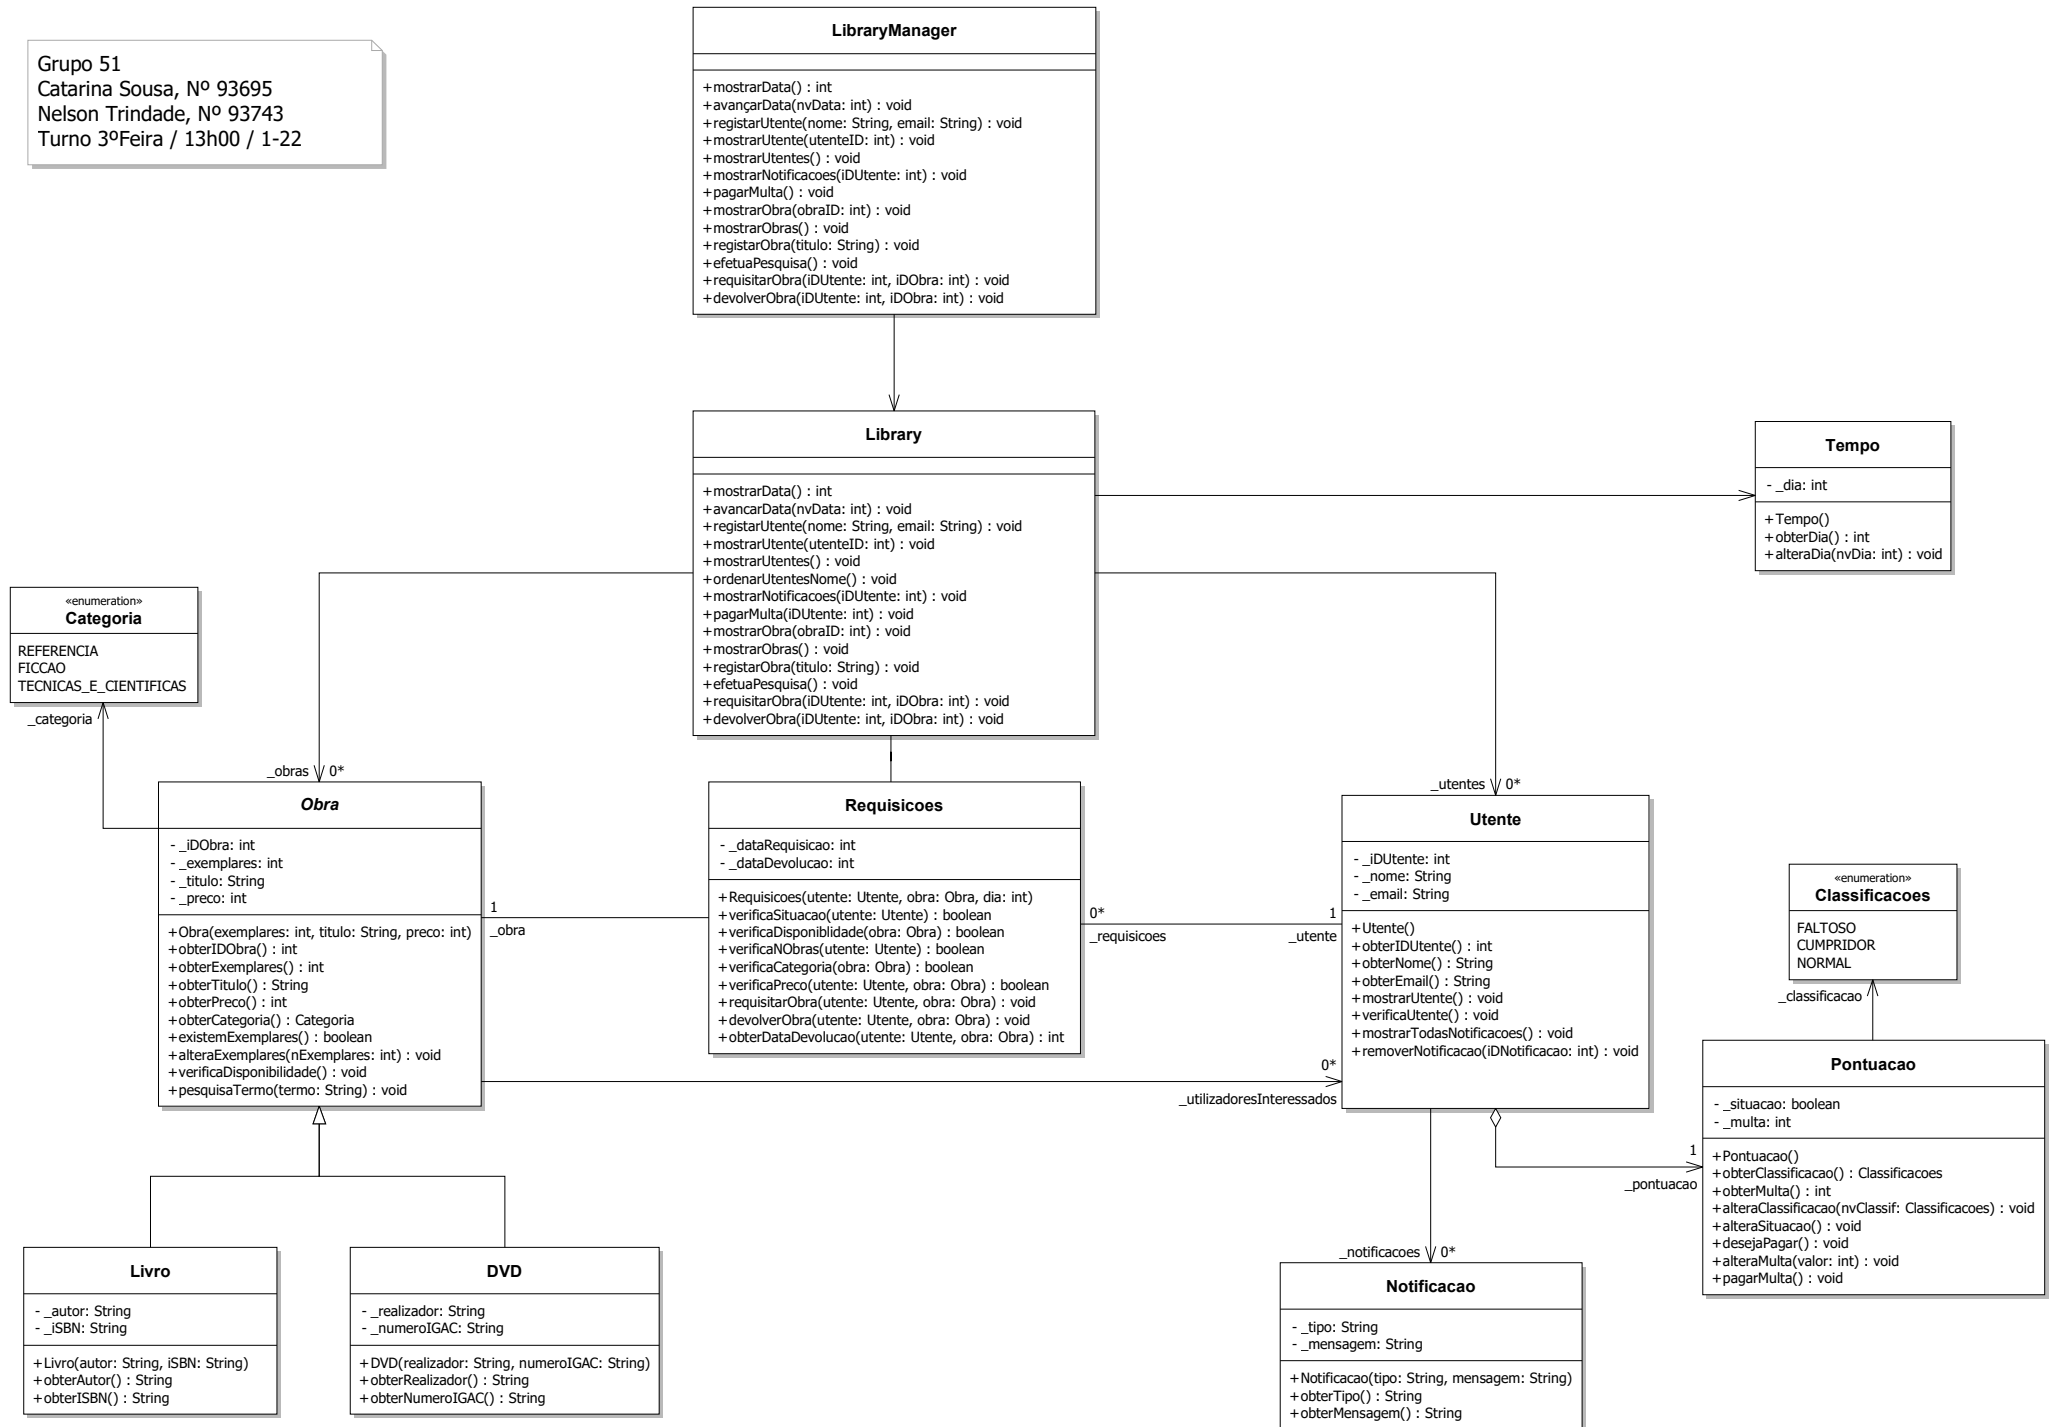 Grupo 51
Catarina Sousa, Nº 93695
Nelson Trindade, Nº 93743
Turno 3ºFeira / 13h00 / 1-22
LibraryManager
+mostrarData() : int
+avançarData(nvData: int) : void
+registarUtente(nome: String, email: String) : void
+mostrarUtente(utenteID: int) : void
+mostrarUtentes() : void
+mostrarNotificacoes(iDUtente: int) : void
+pagarMulta() : void
+mostrarObra(obraID: int) : void
+mostrarObras() : void
+registarObra(titulo: String) : void
+efetuaPesquisa() : void
+requisitarObra(iDUtente: int, iDObra: int) : void
+devolverObra(iDUtente: int, iDObra: int) : void
Library
+mostrarData() : int
+avancarData(nvData: int) : void
+registarUtente(nome: String, email: String) : void
+mostrarUtente(utenteID: int) : void
+mostrarUtentes() : void
+ordenarUtentesNome() : void
+mostrarNotificacoes(iDUtente: int) : void
+pagarMulta(iDUtente: int) : void
+mostrarObra(obraID: int) : void
+mostrarObras() : void
+registarObra(titulo: String) : void
+efetuaPesquisa() : void
+requisitarObra(iDUtente: int, iDObra: int) : void
+devolverObra(iDUtente: int, iDObra: int) : void
Tempo
- _dia: int
+Tempo()
+obterDia() : int
+alteraDia(nvDia: int) : void
«enumeration»
Categoria
REFERENCIA
FICCAO
TECNICAS_E_CIENTIFICAS
_categoria
_obras 0*
Obra
- _iDObra: int
- _exemplares: int
- _titulo: String
- _preco: int
+Obra(exemplares: int, titulo: String, preco: int)
+obterIDObra() : int
+obterExemplares() : int
+obterTitulo() : String
+obterPreco() : int
+obterCategoria() : Categoria
+existemExemplares() : boolean
+alteraExemplares(nExemplares: int) : void
+verificaDisponibilidade() : void
+pesquisaTermo(termo: String) : void
1
_obra
Requisicoes
- _dataRequisicao: int
- _dataDevolucao: int
+Requisicoes(utente: Utente, obra: Obra, dia: int)
+verificaSituacao(utente: Utente) : boolean
+verificaDisponiblidade(obra: Obra) : boolean
+verificaNObras(utente: Utente) : boolean
+verificaCategoria(obra: Obra) : boolean
+verificaPreco(utente: Utente, obra: Obra) : boolean
+requisitarObra(utente: Utente, obra: Obra) : void
+devolverObra(utente: Utente, obra: Obra) : void
+obterDataDevolucao(utente: Utente, obra: Obra) : int
0*
_requisicoes
1
_utente
_utentes 0*
Utente
- _iDUtente: int
- _nome: String
- _email: String
+Utente()
+obterIDUtente() : int
+obterNome() : String
+obterEmail() : String
+mostrarUtente() : void
+verificaUtente() : void
+mostrarTodasNotificacoes() : void
+removerNotificacao(iDNotificacao: int) : void
0*
_utilizadoresInteressados
«enumeration»
Classificacoes
FALTOSO
CUMPRIDOR
NORMAL
_classificacao
Pontuacao
- _situacao: boolean
- _multa: int
+Pontuacao()
+obterClassificacao() : Classificacoes
+obterMulta() : int
+alteraClassificacao(nvClassif: Classificacoes) : void
+alteraSituacao() : void
+desejaPagar() : void
+alteraMulta(valor: int) : void
+pagarMulta() : void
1
_pontuacao
Livro
- _autor: String
- _iSBN: String
+Livro(autor: String, iSBN: String)
+obterAutor() : String
+obterISBN() : String
DVD
- _realizador: String
- _numeroIGAC: String
+DVD(realizador: String, numeroIGAC: String)
+obterRealizador() : String
+obterNumeroIGAC() : String
_notificacoes 0*
Notificacao
- _tipo: String
- _mensagem: String
+Notificacao(tipo: String, mensagem: String)
+obterTipo() : String
+obterMensagem() : String